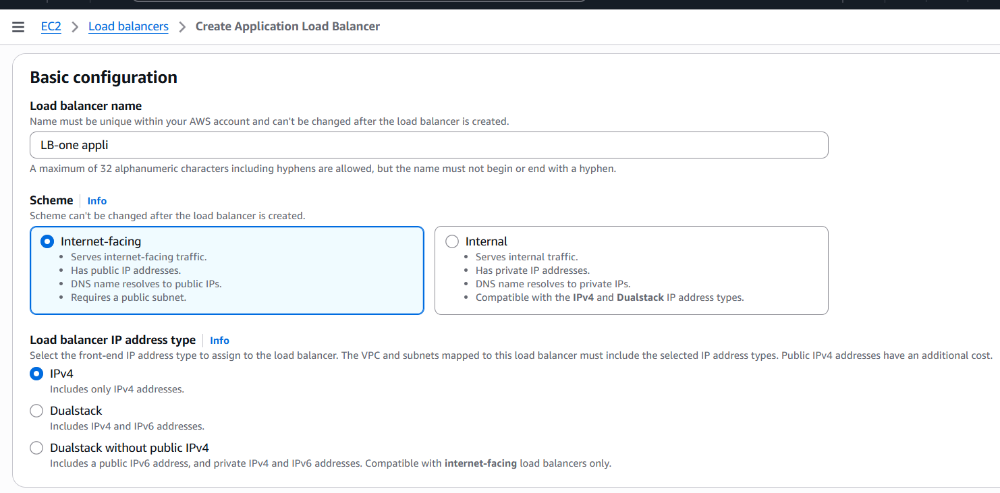 EC2 > Load balancers > Create Application Load Balancer
Basic configuration
Load balancer name
Name must be unique within your AWS account and can't be changed after the load balancer is created.
LB-one appli
A maximum of 32 alphanumeric characters including hyphens are allowed, but the name must not begin or end with a hyphen.
Scheme | Info
Scheme can't be changed after the load balancer is created.
Internet-facing
• Serves internet-facing traffic.
• Has public IP addresses.
• DNS name resolves to public IPs.
• Requires a public subnet.
Internal
• Serves internal traffic.
• Has private IP addresses.
• DNS name resolves to private IPs.
• Compatible with the IPv4 and Dualstack IP address types.
Load balancer IP address type | Info
Select the front-end IP address type to assign to the load balancer. The VPC and subnets mapped to this load balancer must include the selected IP address types. Public IPv4 addresses have an additional cost.
IPv4
Includes only IPv4 addresses.
Dualstack
Includes IPv4 and IPv6 addresses.
Dualstack without public IPv4
Includes a public IPv6 address, and private IPv4 and IPv6 addresses. Compatible with internet-facing load balancers only.